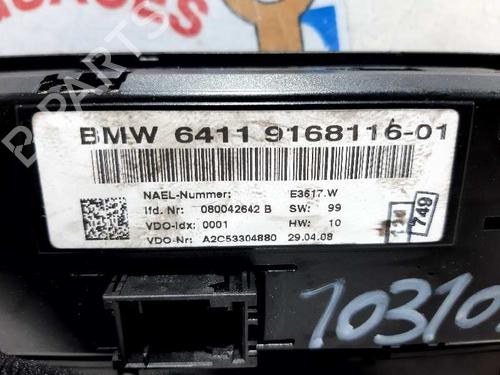 BMW 6411 9168116-01
NAEL-Nummer: E3617.W
lfd. Nr: 080042642 B SW: 99
VDO-Idx: 0001 HW: 10
VDO-Nr: A2C53304880 29.04.08
749
B-PARTS